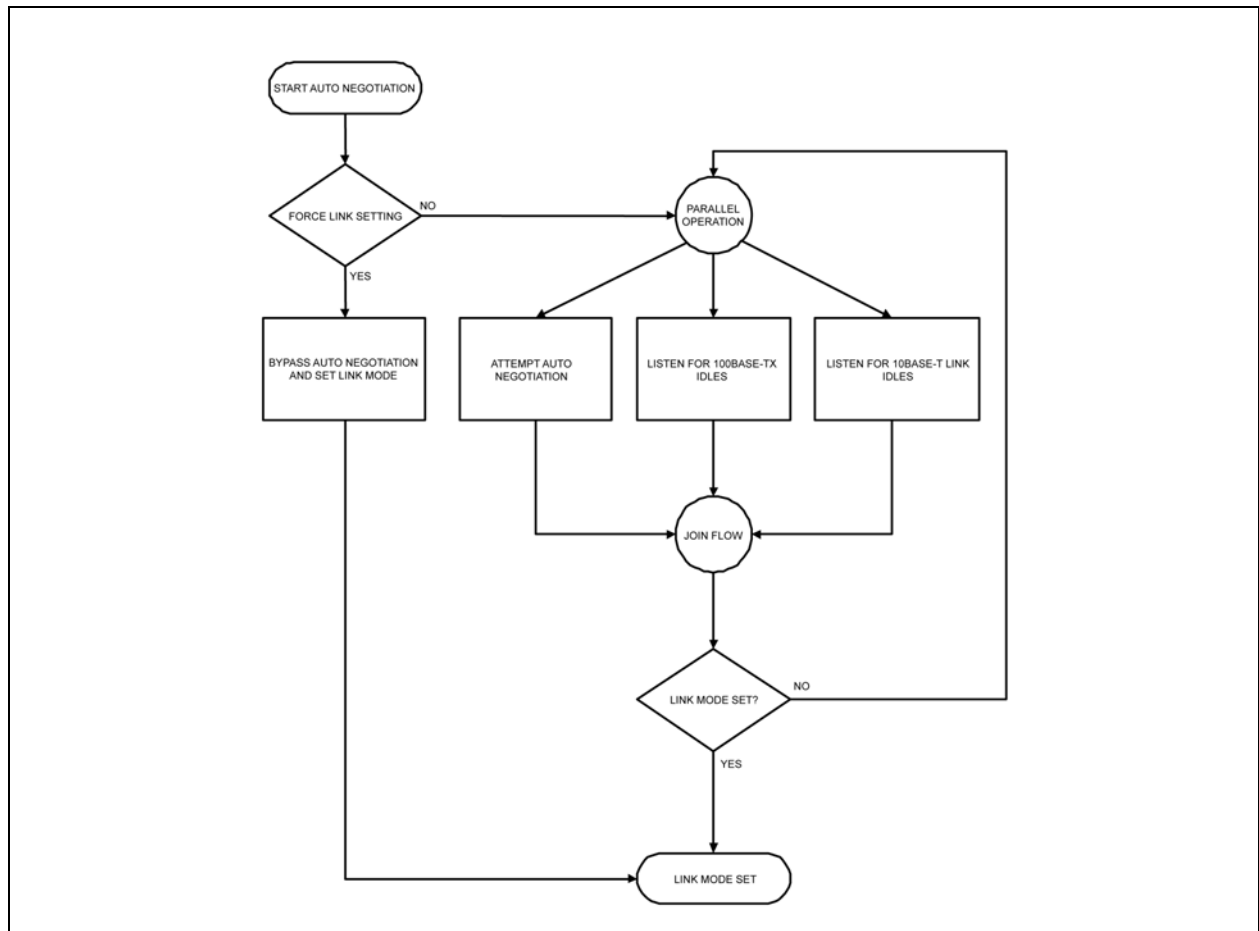 START AUTO NEGOTIATION
FORCE LINK SETTING
NO
YES
PARALLEL
OPERATION
BYPASS AUTO NEGOTIATION
AND SET LINK MODE
ATTEMPT AUTO
NEGOTIATION
LISTEN FOR 100BASE-TX
IDLES
LISTEN FOR 10BASE-T LINK
IDLES
JOIN FLOW
LINK MODE SET?
NO
YES
LINK MODE SET